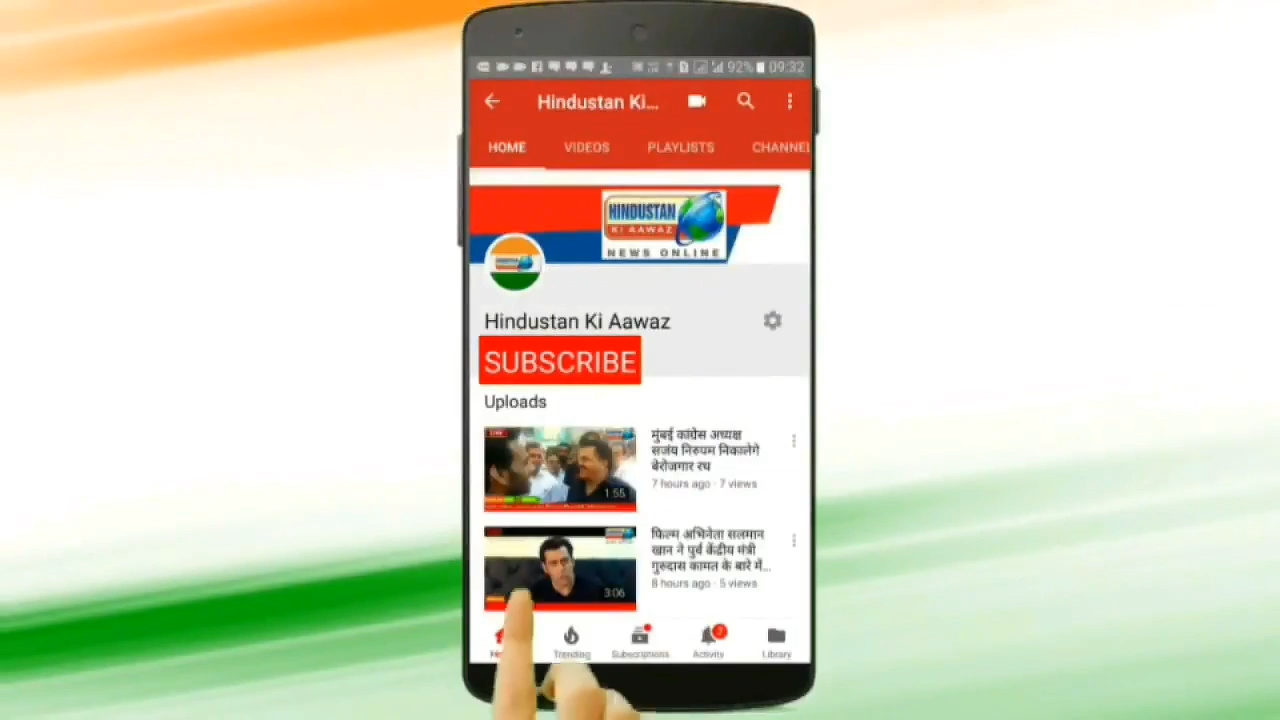 92% 09:32
Hindustan Ki...
HOME VIDEOS PLAYLISTS CHANNEL
HINDUSTAN
KI AAWAZ
NEWS ONLINE
Hindustan Ki Aawaz
SUBSCRIBE
Uploads
मुंबई कांग्रेस अध्यक्ष
सजंय निरुपम निकालेगे
बेरोजगार रथ
7 hours ago · 7 views
1:55
फिल्म अभिनेता सलमान
खान ने पुर्व केंद्रीय मंत्री
गुरुदास कामत के बारे में...
8 hours ago · 5 views
3:06
Trending Subscriptions Activity Library